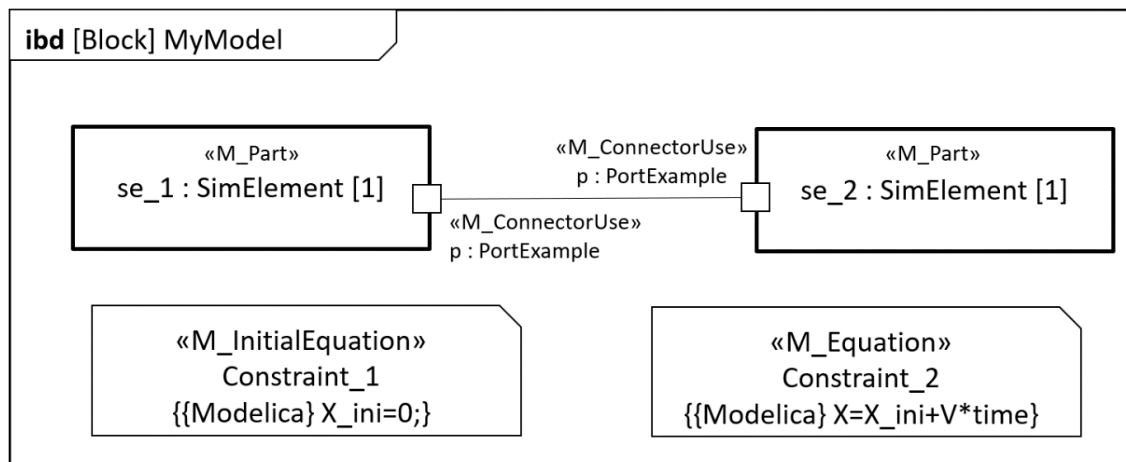 ibd [Block] MyModel
«M_Part»
se_1 : SimElement [1]
«M_ConnectorUse»
p : PortExample
«M_ConnectorUse»
p : PortExample
«M_Part»
se_2 : SimElement [1]
«M_InitialEquation»
Constraint_1
{{Modelica} X_ini=0;}
«M_Equation»
Constraint_2
{{Modelica} X=X_ini+V*time}